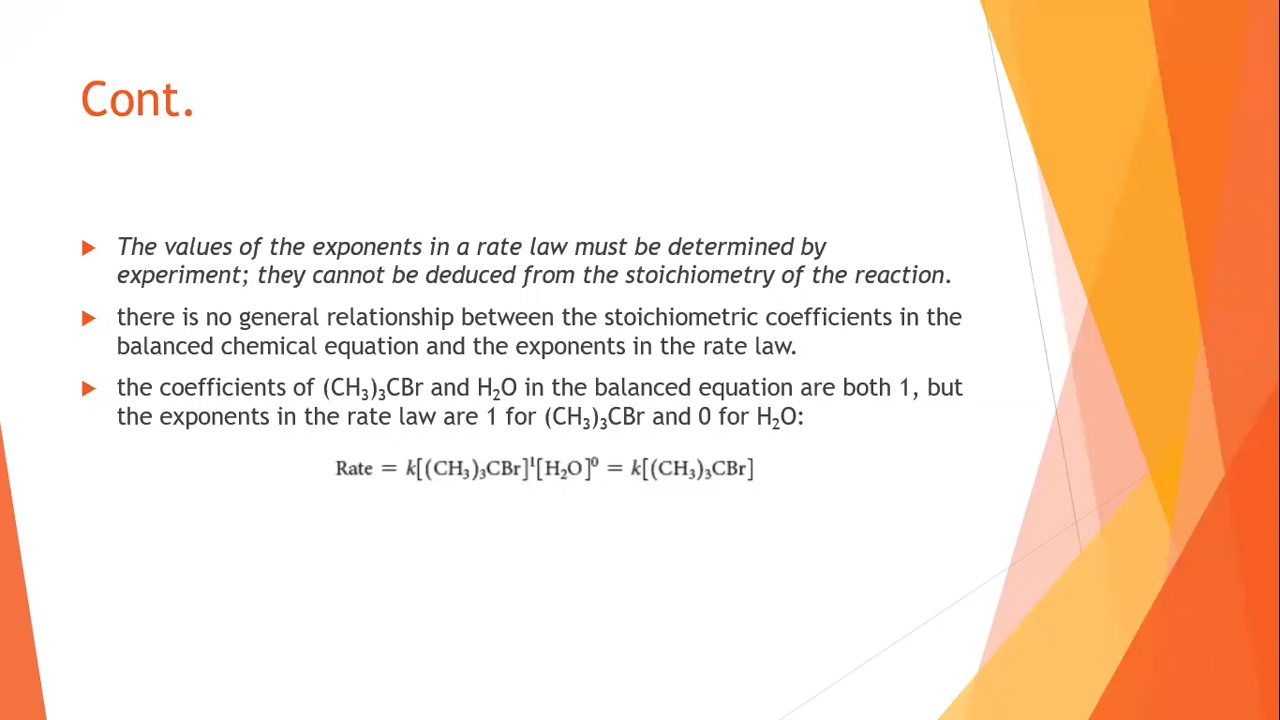 Cont.
The values of the exponents in a rate law must be determined by
experiment; they cannot be deduced from the stoichiometry of the reaction.
there is no general relationship between the stoichiometric coefficients in the
balanced chemical equation and the exponents in the rate law.
the coefficients of (CH₃)₃CBr and H₂O in the balanced equation are both 1, but
the exponents in the rate law are 1 for (CH₃)₃CBr and 0 for H₂O:
Rate = k[(CH₃)₃CBr]¹[H₂O]⁰ = k[(CH₃)₃CBr]